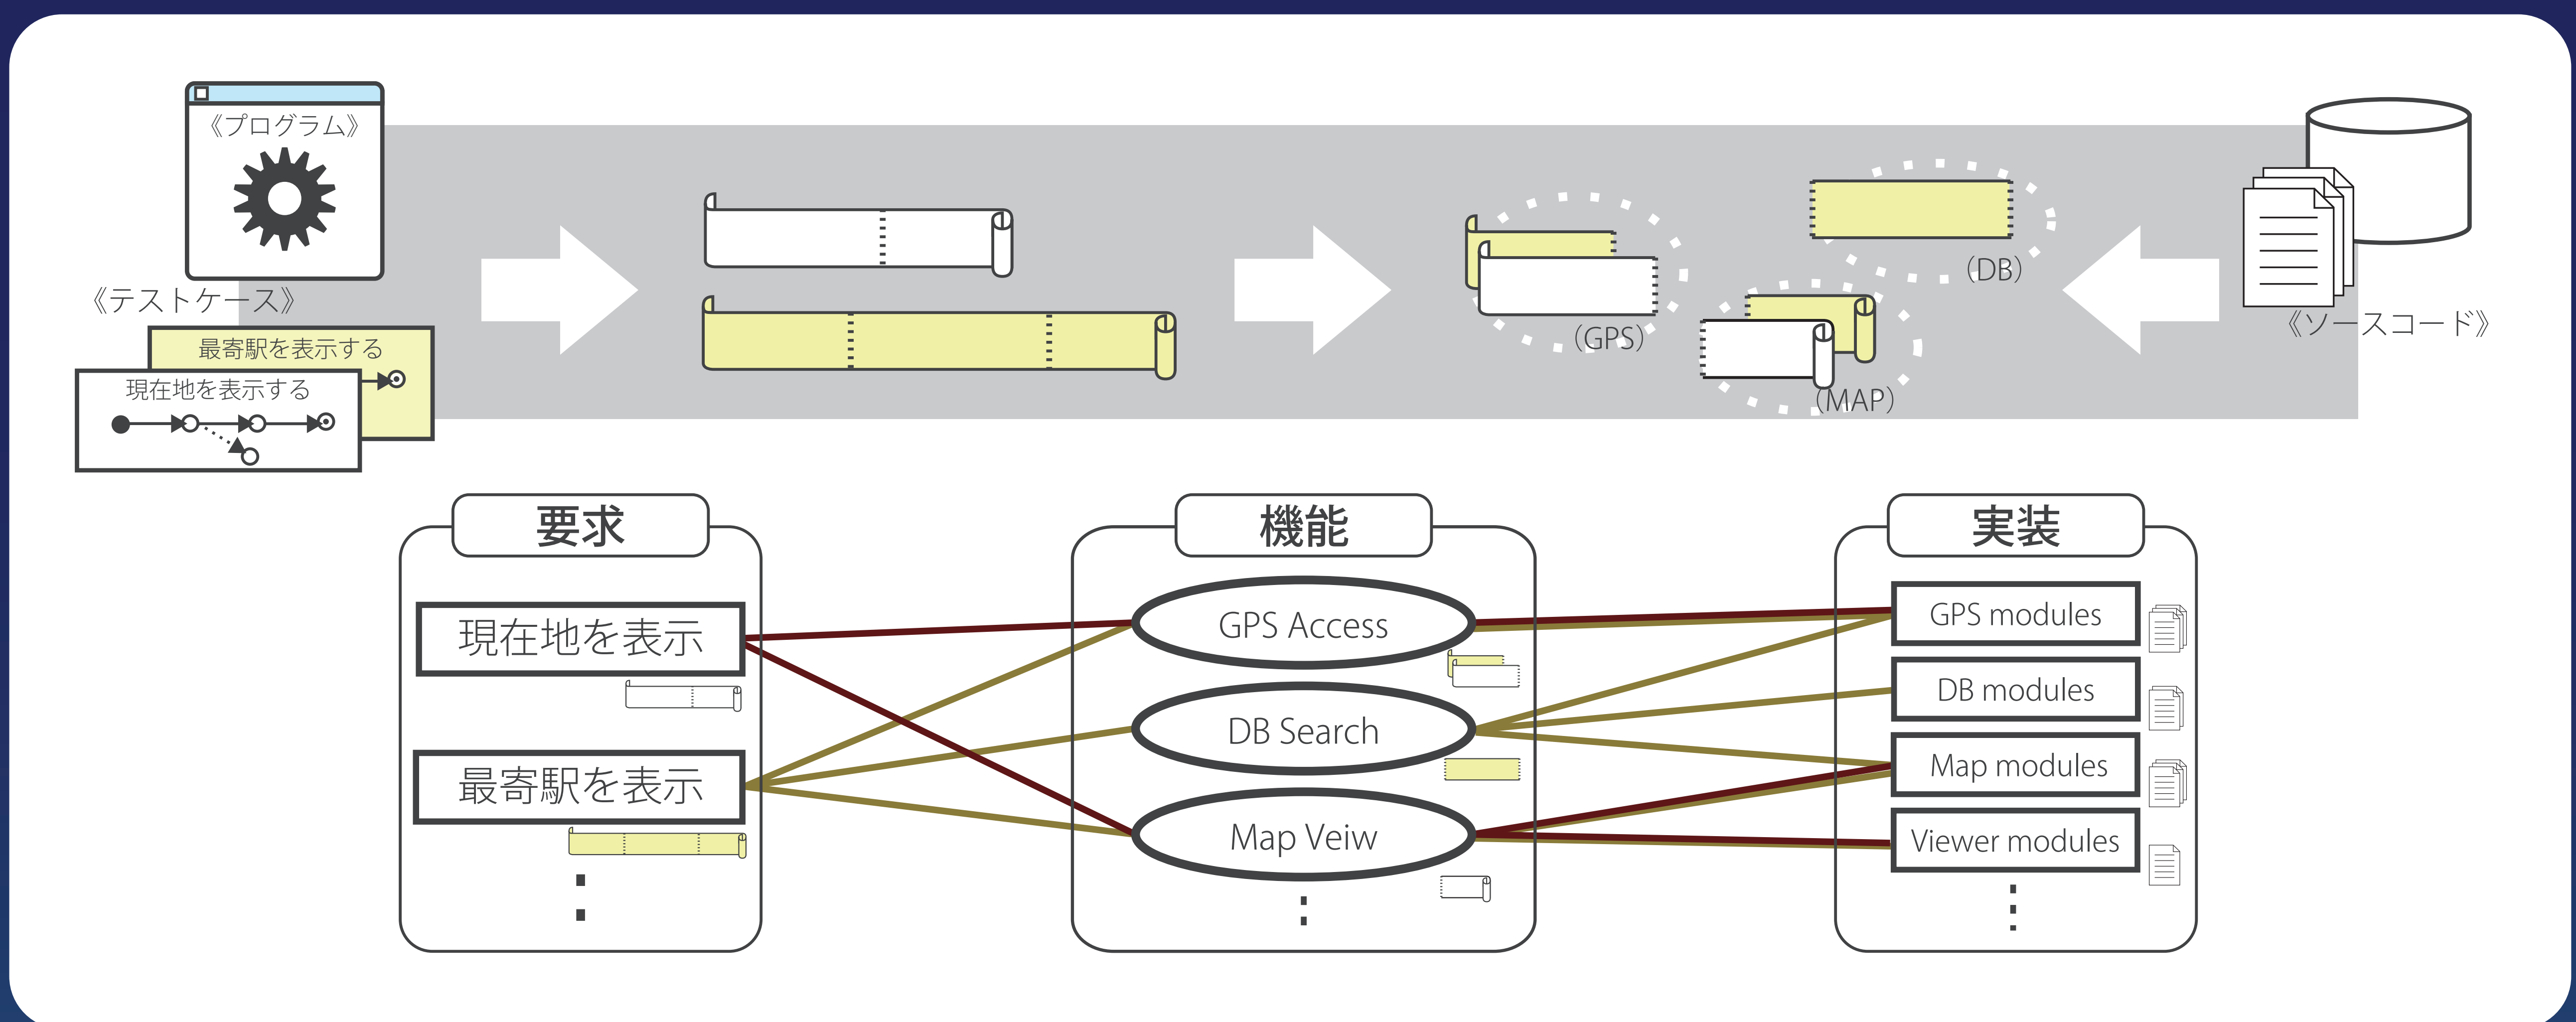 《プログラム》
《テストケース》
最寄駅を表示する
現在地を表示する
(GPS)
(DB)
(MAP)
《ソースコード》
要求
現在地を表示
最寄駅を表示
機能
GPS Access
DB Search
Map Veiw
実装
GPS modules
DB modules
Map modules
Viewer modules